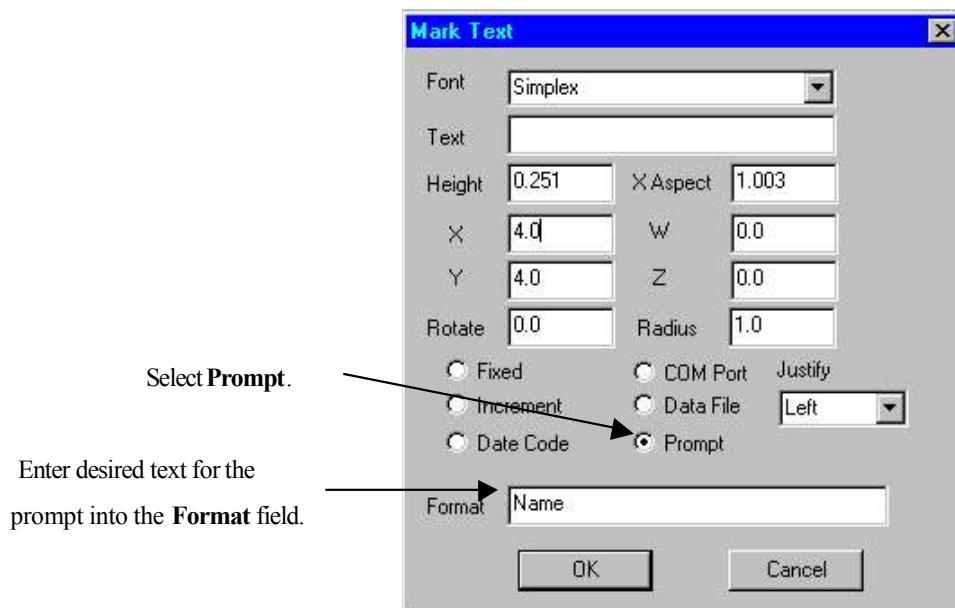 Mark Text
Font Simplex
Text
Height 0.251 X Aspect 1.003
X 4.0 W 0.0
Y 4.0 Z 0.0
Rotate 0.0 Radius 1.0
Fixed COM Port Justify
Select Prompt.
Increment Data File Left
Date Code Prompt
Enter desired text for the
prompt into the Format field.
Format Name
OK Cancel